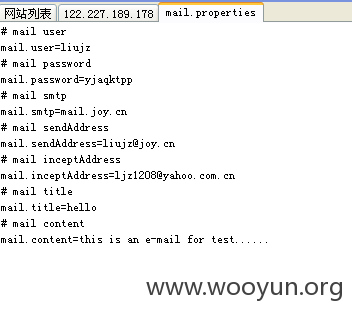 网站列表 122.227.189.178 mail.properties
# mail user
mail.user=liujz
# mail password
mail.password=yjaqktpp
# mail smtp
mail.smtp=mail.joy.cn
# mail sendAddress
mail.sendAddress=liujz@joy.cn
# mail inceptAddress
mail.inceptAddress=ljz1208@yahoo.com.cn
# mail title
mail.title=hello
# mail content
mail.content=this is an e-mail for test......
www.wooyun.org